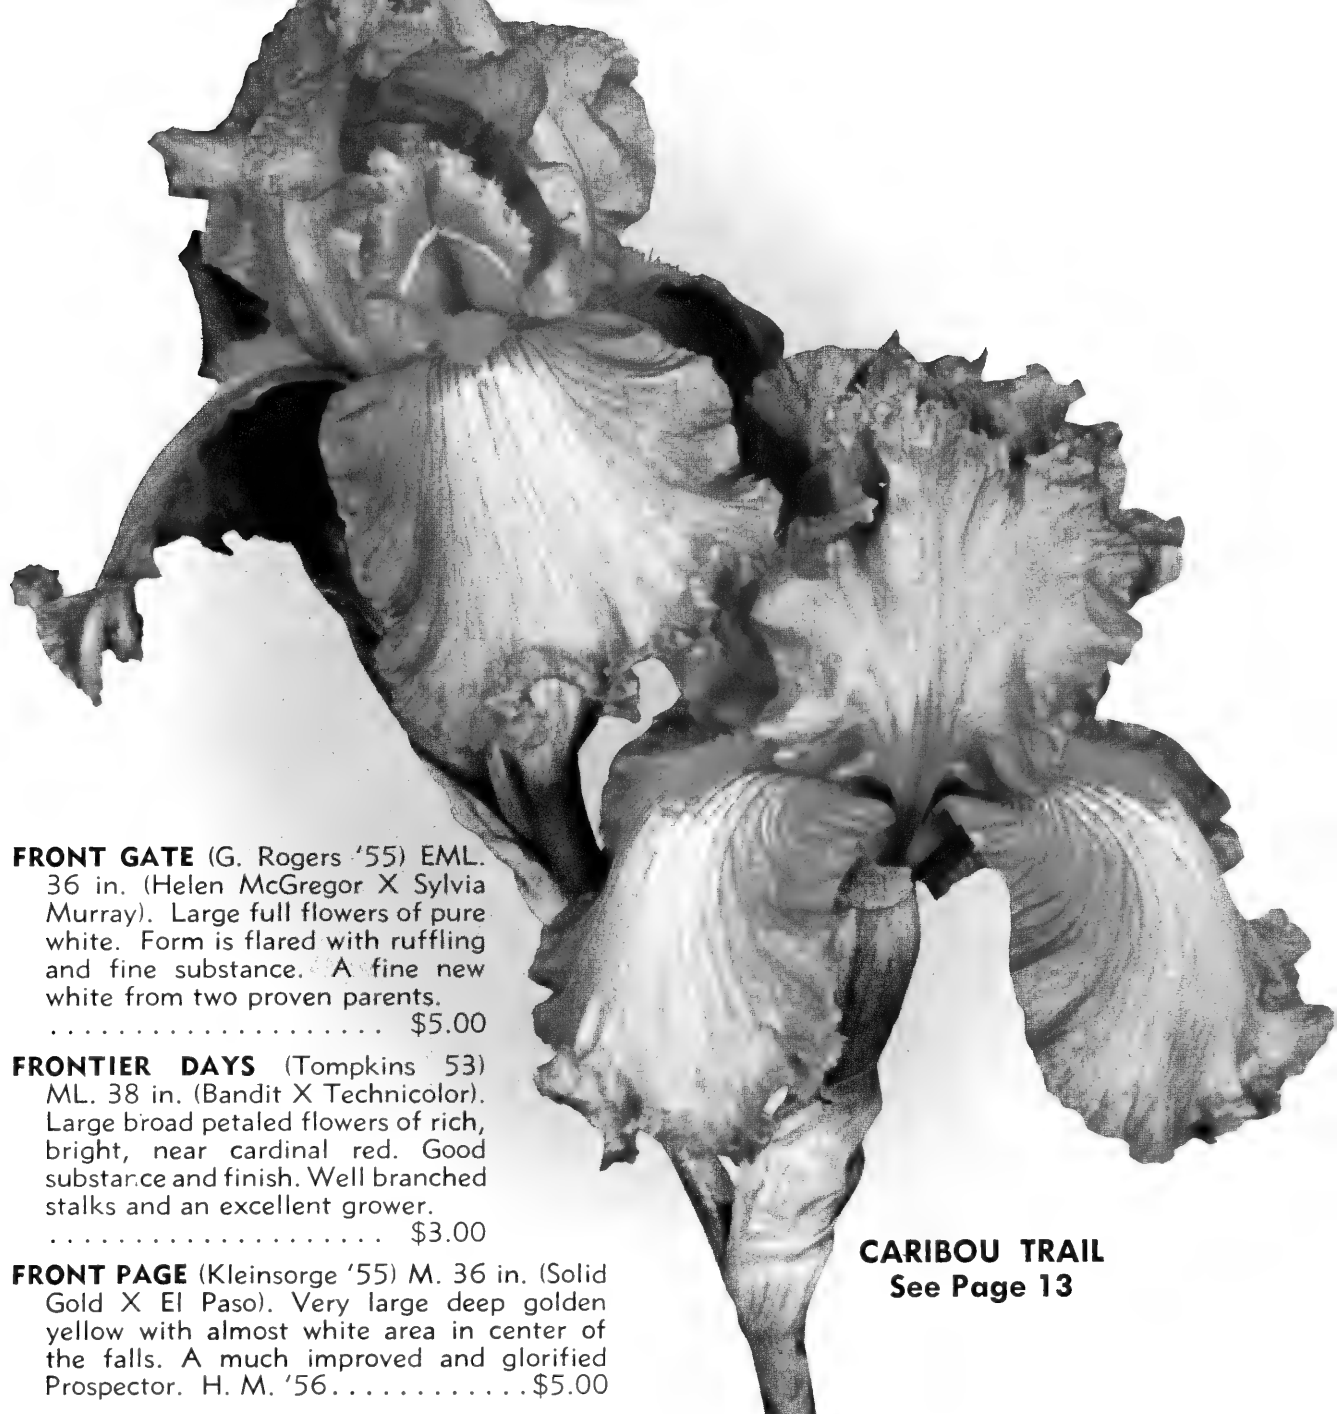 FRONT GATE (G. Rogers '55) EML.
36 in. (Helen McGregor X Sylvia
Murray). Large full flowers of pure
white. Form is flared with ruffling
and fine substance. A fine new
white from two proven parents.
. . . . . . . . . . . . . . . . . . . . $5.00
FRONTIER DAYS (Tompkins 53)
ML. 38 in. (Bandit X Technicolor).
Large broad petaled flowers of rich,
bright, near cardinal red. Good
substance and finish. Well branched
stalks and an excellent grower.
. . . . . . . . . . . . . . . . . . . . $3.00
FRONT PAGE (Kleinsorge '55) M. 36 in. (Solid
Gold X El Paso). Very large deep golden
yellow with almost white area in center of
the falls. A much improved and glorified
Prospector. H. M. '56. . . . . . . . . . . . $5.00
CARIBOU TRAIL
See Page 13